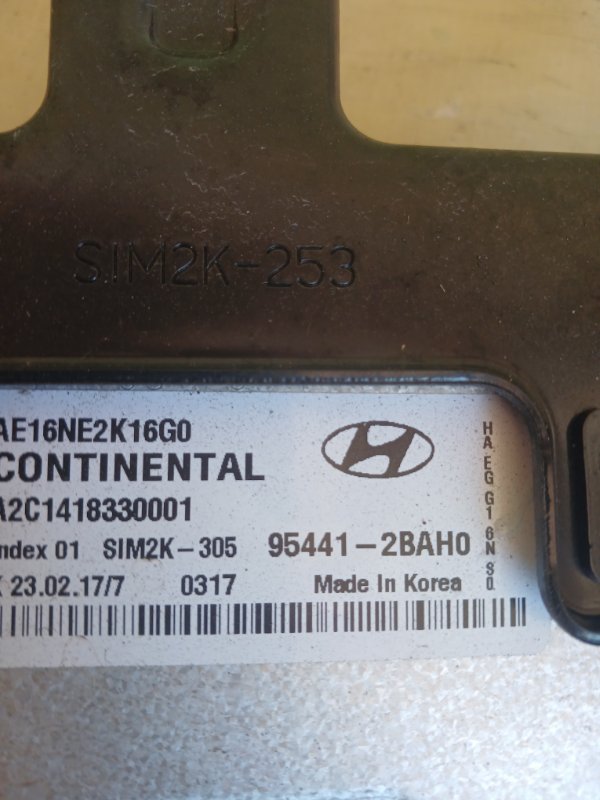 SIM2K-253
AE16NE2K16G0
CONTINENTAL
A2C1418330001
ndex 01 SIM2K-305 95441-2BAH0
23.02.17/7 0317 Made In Korea
HA EG G1 6N